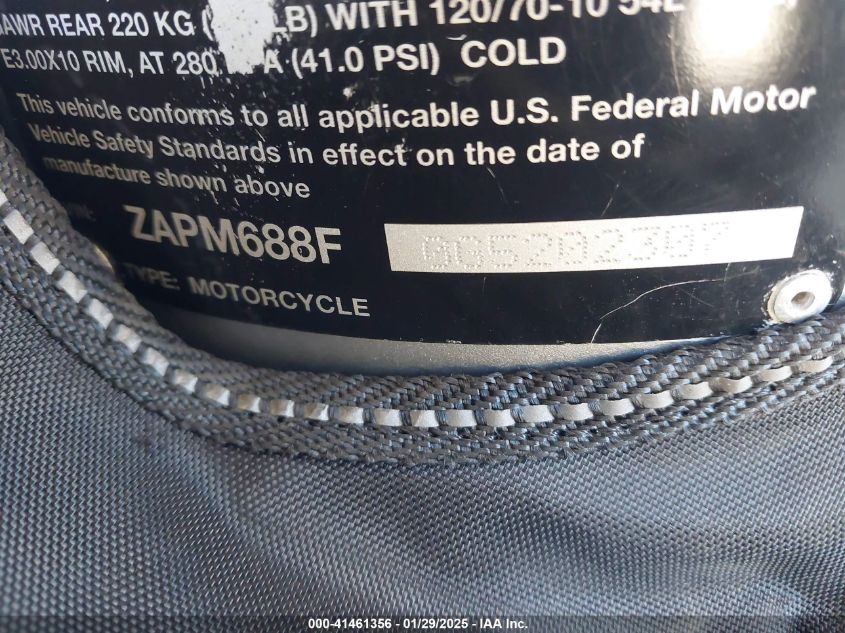 GAWR REAR 220 KG ( LB) WITH 120/70-10 54L
E3.00X10 RIM, AT 280 A (41.0 PSI) COLD
This vehicle conforms to all applicable U.S. Federal Motor
Vehicle Safety Standards in effect on the date of
manufacture shown above
ZAPM688F
TYPE: MOTORCYCLE
000-41461356 - 01/29/2025 - IAA Inc.